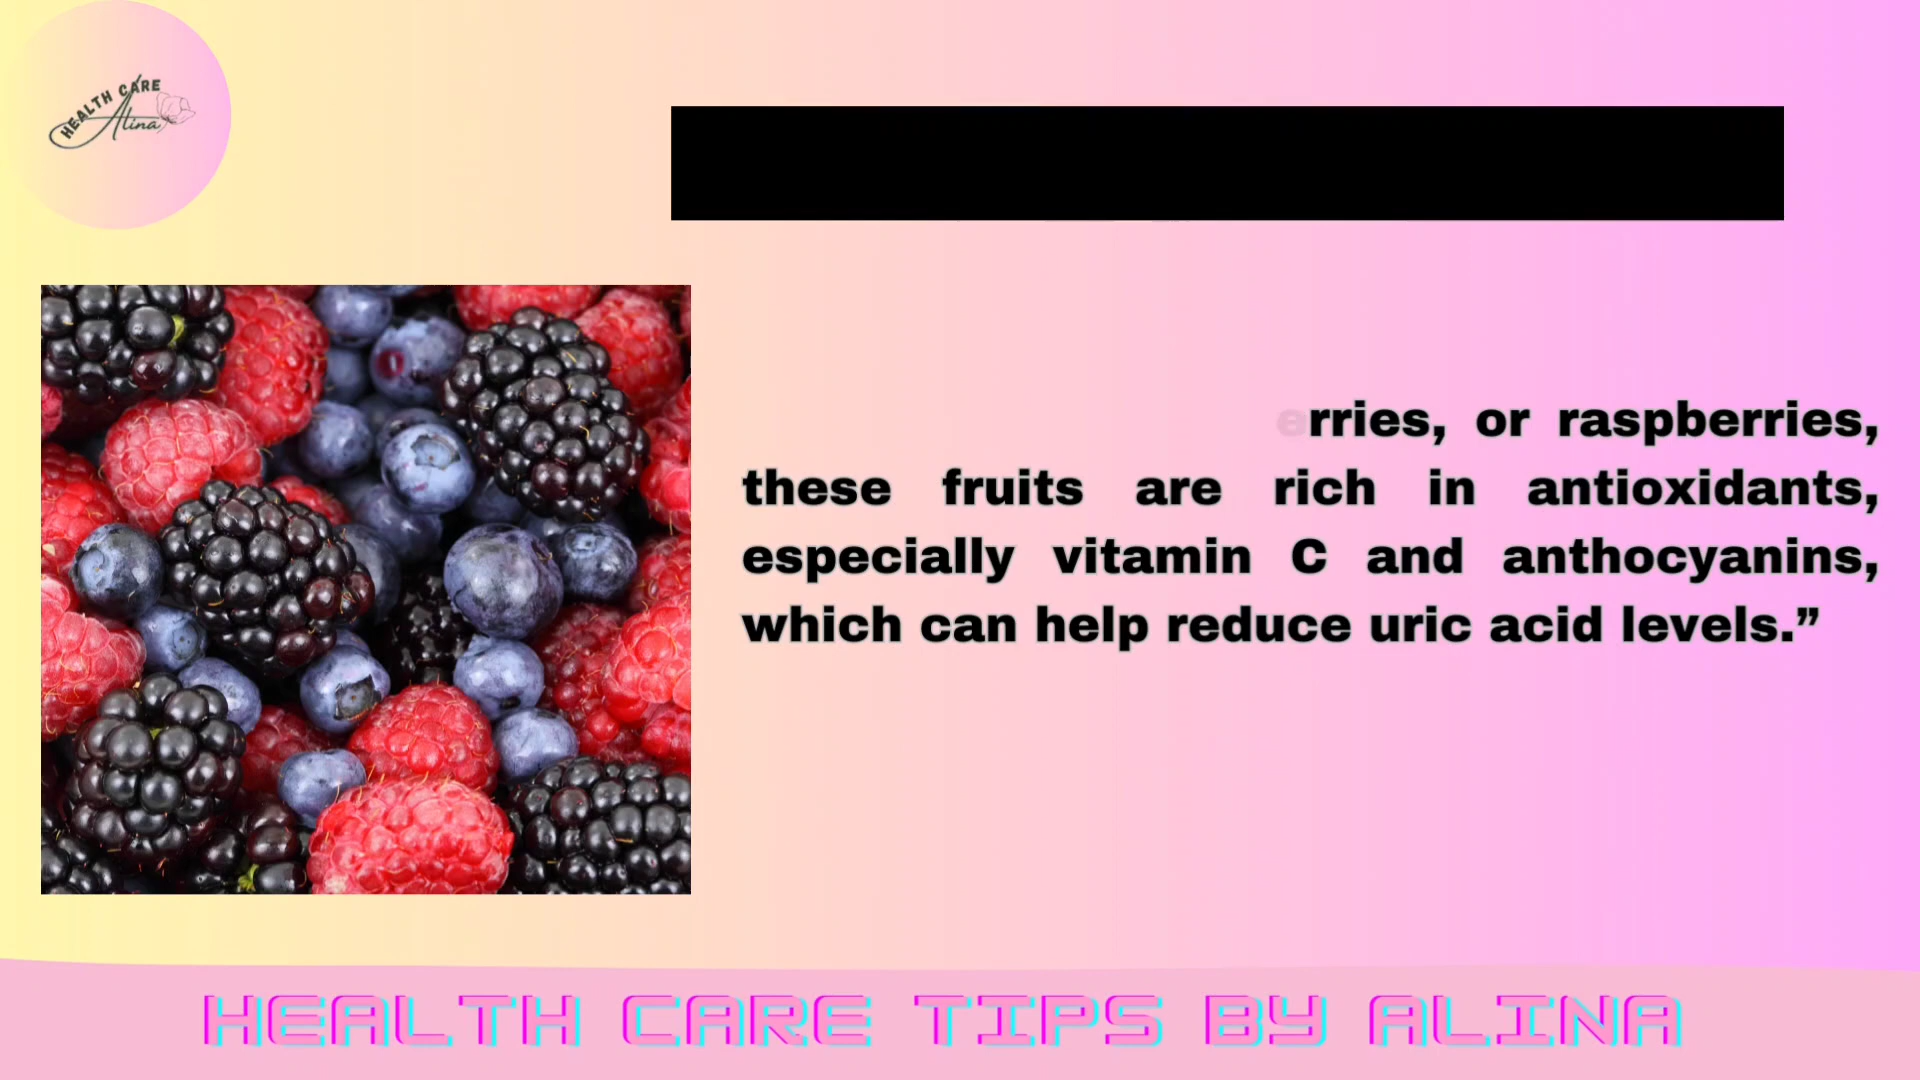 HEALTH CARE
Alina
rries, or raspberries,
these fruits are rich in antioxidants,
especially vitamin C and anthocyanins,
which can help reduce uric acid levels.”
HEALTH CARE TIPS BY ALINA